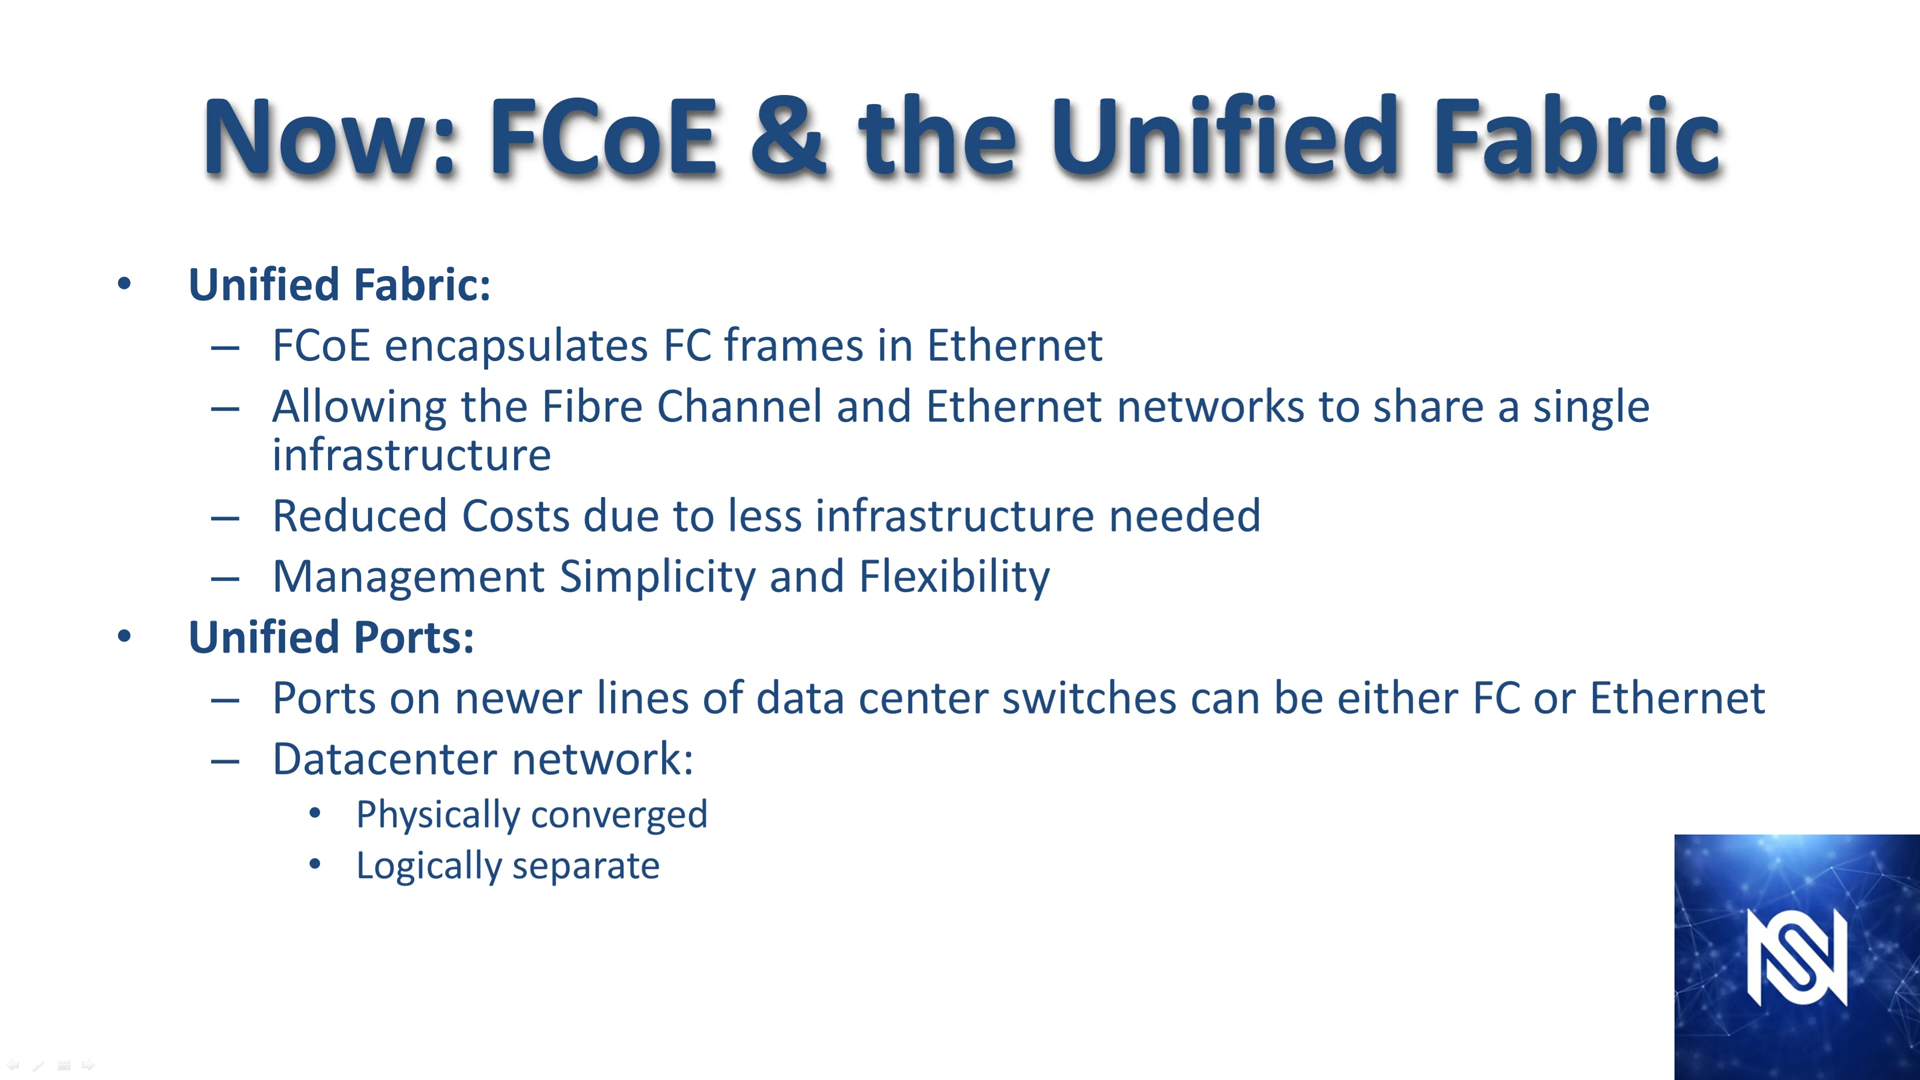 Now: FCoE & the Unified Fabric
• Unified Fabric:
– FCoE encapsulates FC frames in Ethernet
– Allowing the Fibre Channel and Ethernet networks to share a single
infrastructure
– Reduced Costs due to less infrastructure needed
– Management Simplicity and Flexibility
• Unified Ports:
– Ports on newer lines of data center switches can be either FC or Ethernet
– Datacenter network:
• Physically converged
• Logically separate
NS